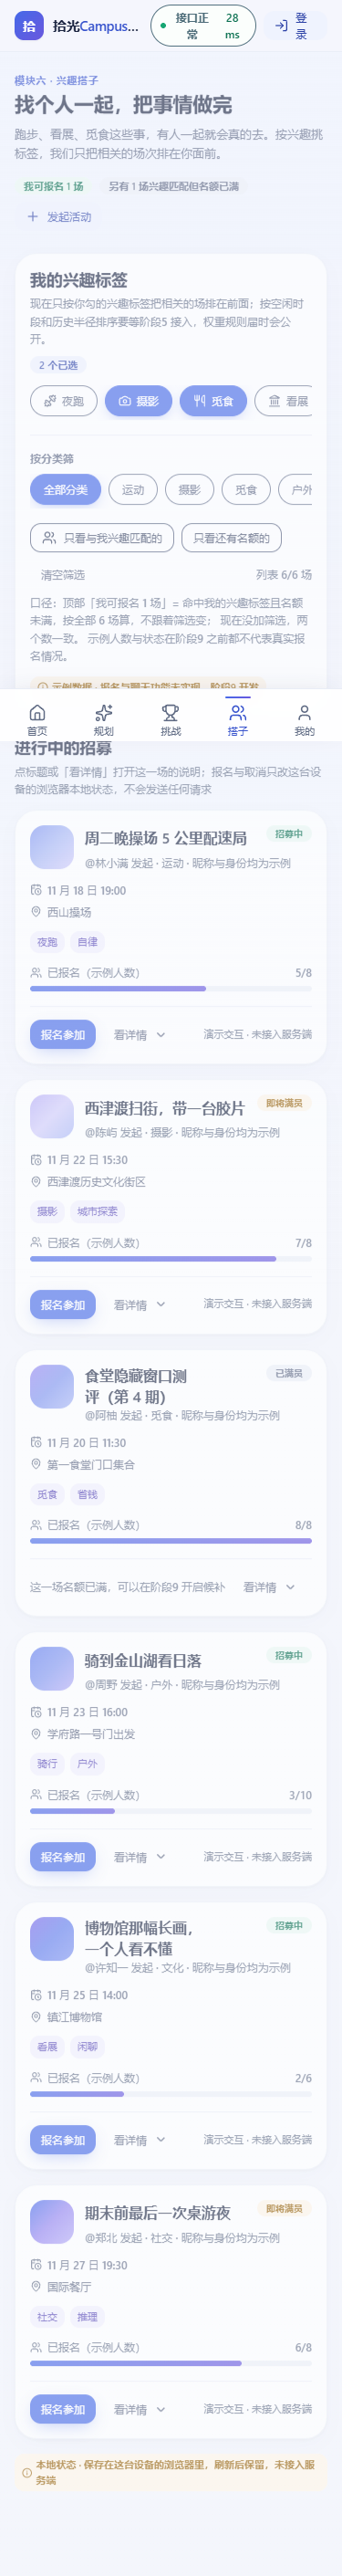 拾 拾光Campus... 接口正常 28 ms 登录
模块六 · 兴趣搭子
找个人一起，把事情做完
跑步、看展、觅食这些事，有人一起就会真的去。按兴趣挑
标签，我们只把相关的场次排在你面前。
我可报名 1 场 另有 1 场兴趣匹配但名额已满
发起活动
我的兴趣标签
现在只按你勾的兴趣标签把相关的场排在前面；按空闲时
段和历史半径排序要等阶段5 接入，权重规则届时会公
开。
2 个已选
夜跑 摄影 觅食 看展
按分类筛
全部分类 运动 摄影 觅食 户外
只看与我兴趣匹配的 只看还有名额的
清空筛选 列表 6/6 场
口径：顶部「我可报名 1 场」= 命中我的兴趣标签且名额
未满，按全部 6 场算，不跟着筛选变； 现在没加筛选，两
个数一致。 示例人数与状态在阶段9 之前都不代表真实报
名情况。
示例数据 · 报名与聊天功能未实现，阶段9 开发
首页 规划 挑战 搭子 我的
进行中的招募
点标题或「看详情」打开这一场的说明；报名与取消只改这台设
备的浏览器本地状态，不会发送任何请求
周二晚操场 5 公里配速局 招募中
@林小满 发起 · 运动 · 昵称与身份均为示例
11 月 18 日 19:00
西山操场
夜跑 自律
已报名（示例人数） 5/8
报名参加 看详情 演示交互 · 未接入服务端
西津渡扫街，带一台胶片 即将满员
@陈屿 发起 · 摄影 · 昵称与身份均为示例
11 月 22 日 15:30
西津渡历史文化街区
摄影 城市探索
已报名（示例人数） 7/8
报名参加 看详情 演示交互 · 未接入服务端
食堂隐藏窗口测 已满员
评（第 4 期）
@阿柚 发起 · 觅食 · 昵称与身份均为示例
11 月 20 日 11:30
第一食堂门口集合
觅食 省钱
已报名（示例人数） 8/8
这一场名额已满，可以在阶段9 开启候补 看详情
骑到金山湖看日落 招募中
@周野 发起 · 户外 · 昵称与身份均为示例
11 月 23 日 16:00
学府路一号门出发
骑行 户外
已报名（示例人数） 3/10
报名参加 看详情 演示交互 · 未接入服务端
博物馆那幅长画， 招募中
一个人看不懂
@许知一 发起 · 文化 · 昵称与身份均为示例
11 月 25 日 14:00
镇江博物馆
看展 闲聊
已报名（示例人数） 2/6
报名参加 看详情 演示交互 · 未接入服务端
期末前最后一次桌游夜 即将满员
@郑北 发起 · 社交 · 昵称与身份均为示例
11 月 27 日 19:30
国际餐厅
社交 推理
已报名（示例人数） 6/8
报名参加 看详情 演示交互 · 未接入服务端
本地状态 · 保存在这台设备的浏览器里，刷新后保留，未接入服
务端